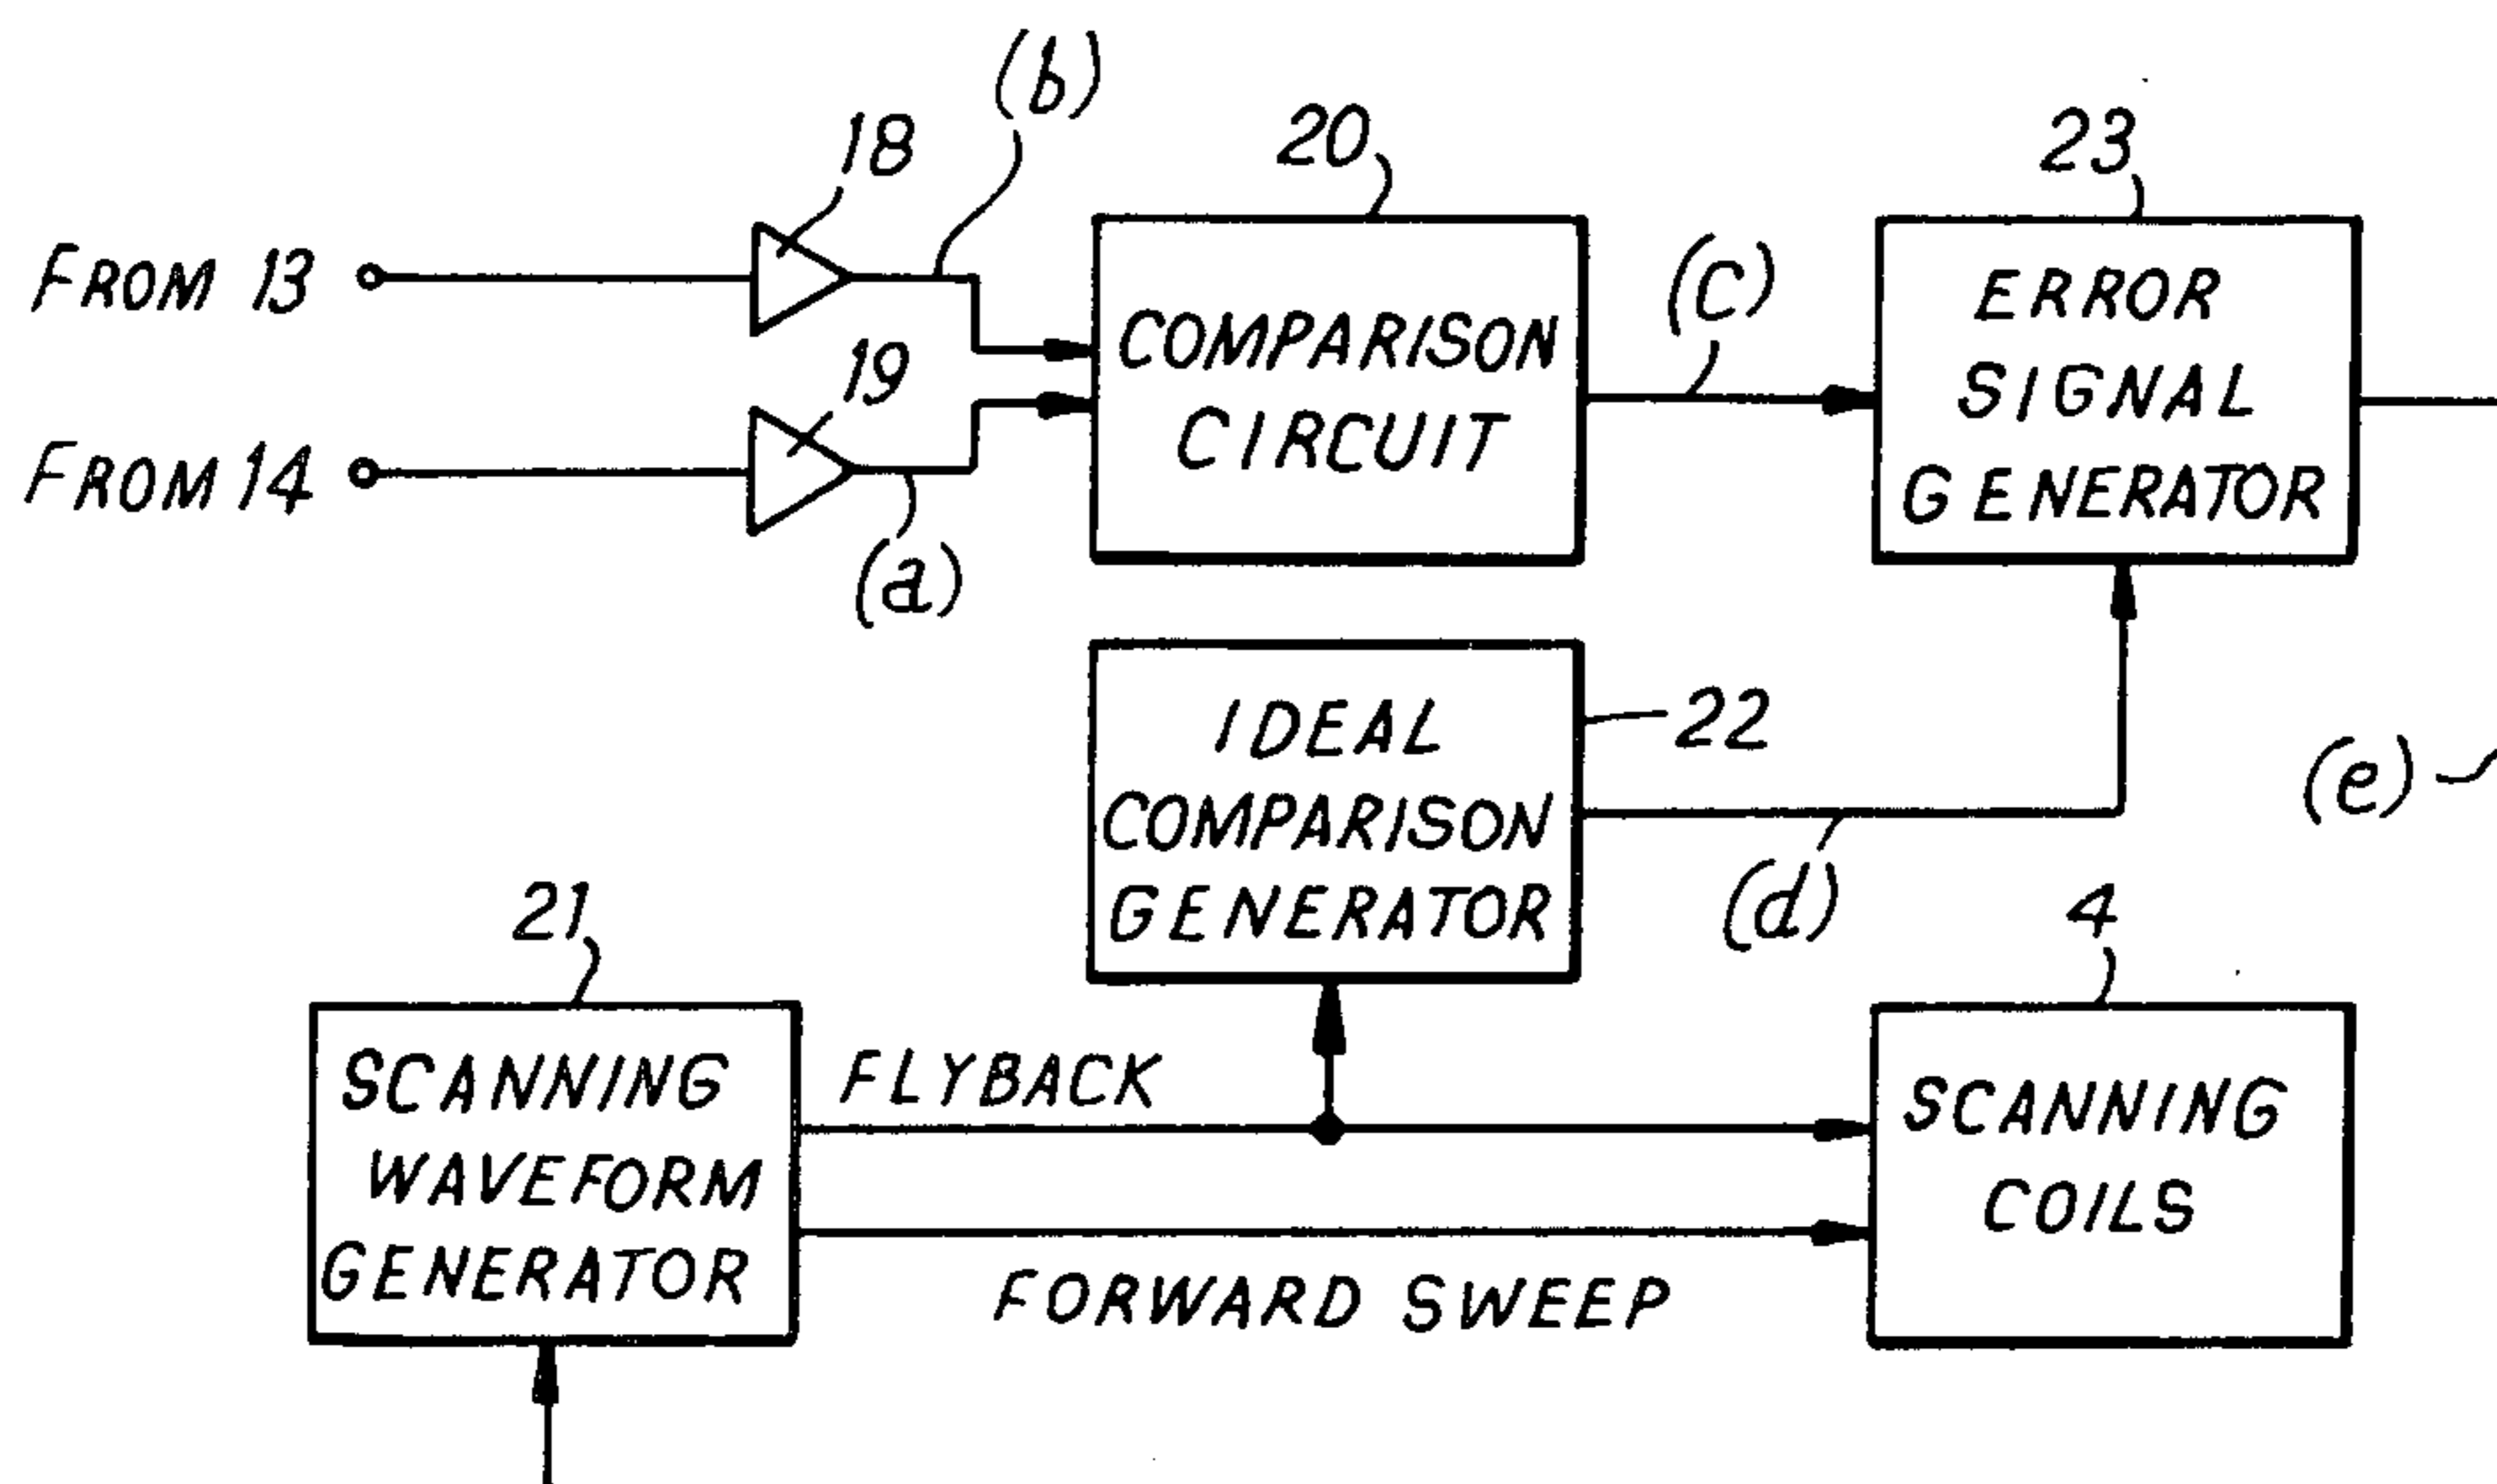 (b)
18
20
23
FROM 13
(c)
ERROR
SIGNAL
GENERATOR
COMPARISON
CIRCUIT
19
FROM 14
(a)
IDEAL
COMPARISON
GENERATOR
22
(e)
(d)
21
4
SCANNING
WAVEFORM
GENERATOR
FLYBACK
FORWARD SWEEP
SCANNING
COILS